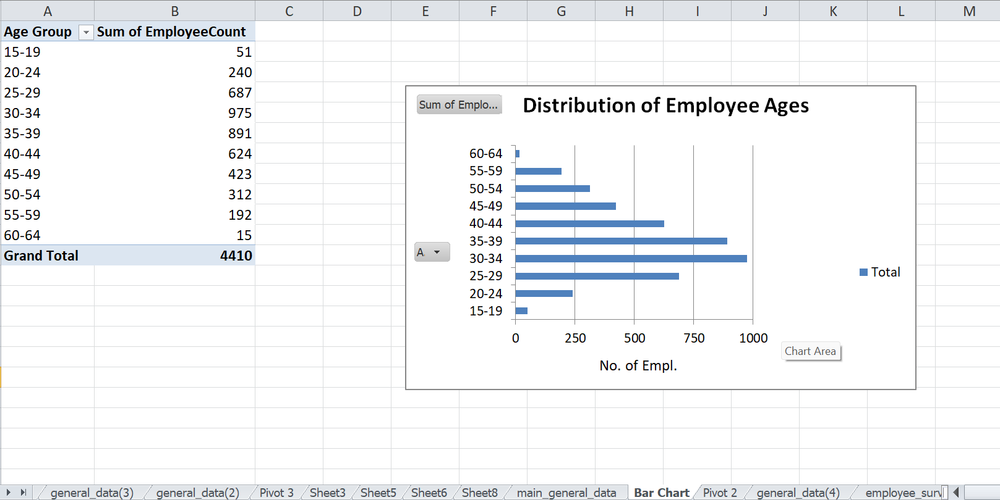 A B C D E F G H I J K L M
Age Group Sum of EmployeeCount
15-19 51
20-24 240
25-29 687
30-34 975
35-39 891
40-44 624
45-49 423
50-54 312
55-59 192
60-64 15
Grand Total 4410
Sum of Emplo...
Distribution of Employee Ages
60-64
55-59
50-54
45-49
40-44
35-39
30-34
25-29
20-24
15-19
A.
Total
0 250 500 750 1000
Chart Area
No. of Empl.
general_data(3) general_data(2) Pivot 3 Sheet3 Sheet5 Sheet6 Sheet8 main_general_data Bar Chart Pivot 2 general_data(4) employee_surv